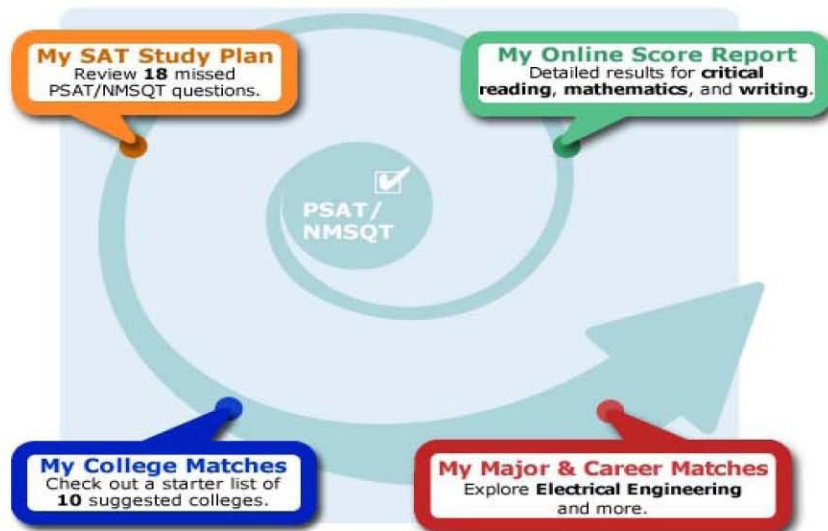 My SAT Study Plan
Review 18 missed
PSAT/NMSQT questions.
My Online Score Report
Detailed results for critical
reading, mathematics, and writing.
PSAT/
NMSQT
My College Matches
Check out a starter list of
10 suggested colleges.
My Major & Career Matches
Explore Electrical Engineering
and more.